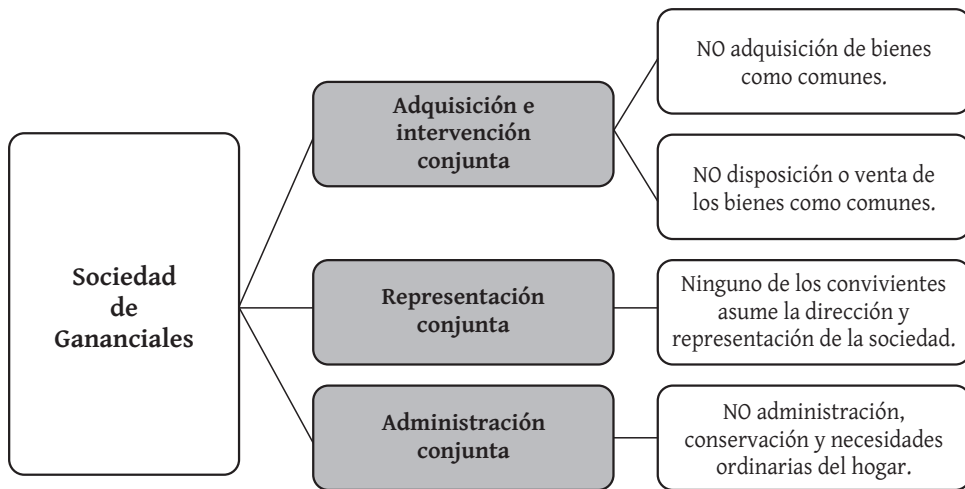 Sociedad
de
Gananciales
Adquisición e
intervención
conjunta
NO adquisición de bienes
como comunes.
NO disposición o venta de
los bienes como comunes.
Representación
conjunta
Ninguno de los convivientes
asume la dirección y
representación de la sociedad.
Administración
conjunta
NO administración,
conservación y necesidades
ordinarias del hogar.